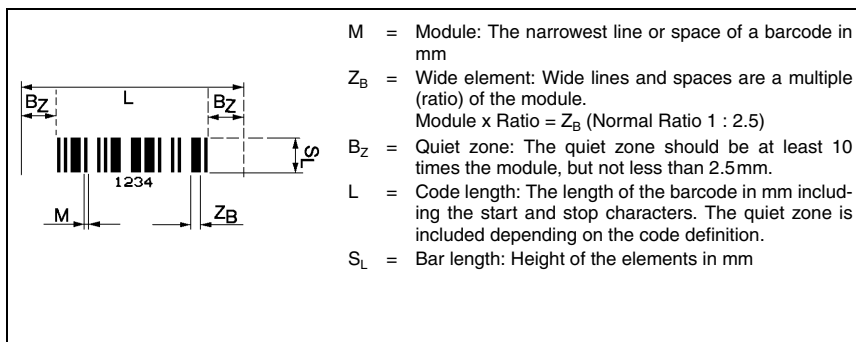 L
BZ BZ
SL
1234
M ZB
M = Module: The narrowest line or space of a barcode in
mm
ZB = Wide element: Wide lines and spaces are a multiple
(ratio) of the module.
Module x Ratio = ZB (Normal Ratio 1 : 2.5)
BZ = Quiet zone: The quiet zone should be at least 10
times the module, but not less than 2.5mm.
L = Code length: The length of the barcode in mm includ-
ing the start and stop characters. The quiet zone is
included depending on the code definition.
SL = Bar length: Height of the elements in mm